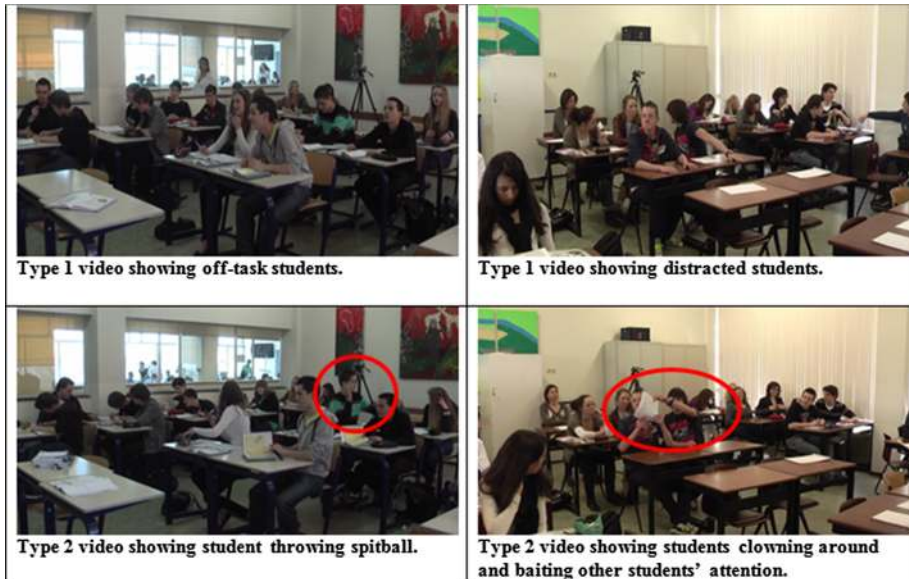 Type 1 video showing off-task students.
Type 1 video showing distracted students.
Type 2 video showing student throwing spitball.
Type 2 video showing students clowning around
and baiting other students’ attention.